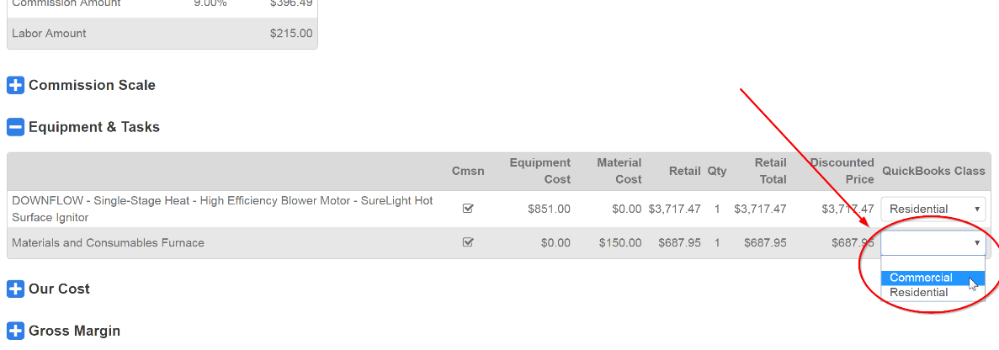 Commission Amount 9.00% $396.49
Labor Amount $215.00
Commission Scale
Equipment & Tasks
Cmsn Equipment Cost Material Cost Retail Qty Retail Total Discounted Price QuickBooks Class
DOWNFLOW - Single-Stage Heat - High Efficiency Blower Motor - SureLight Hot
Surface Ignitor
$851.00 $0.00 $3,717.47 1 $3,717.47 $3,717.47 Residential
Materials and Consumables Furnace $0.00 $150.00 $687.95 1 $687.95 $687.95
Commercial
Residential
Our Cost
Gross Margin